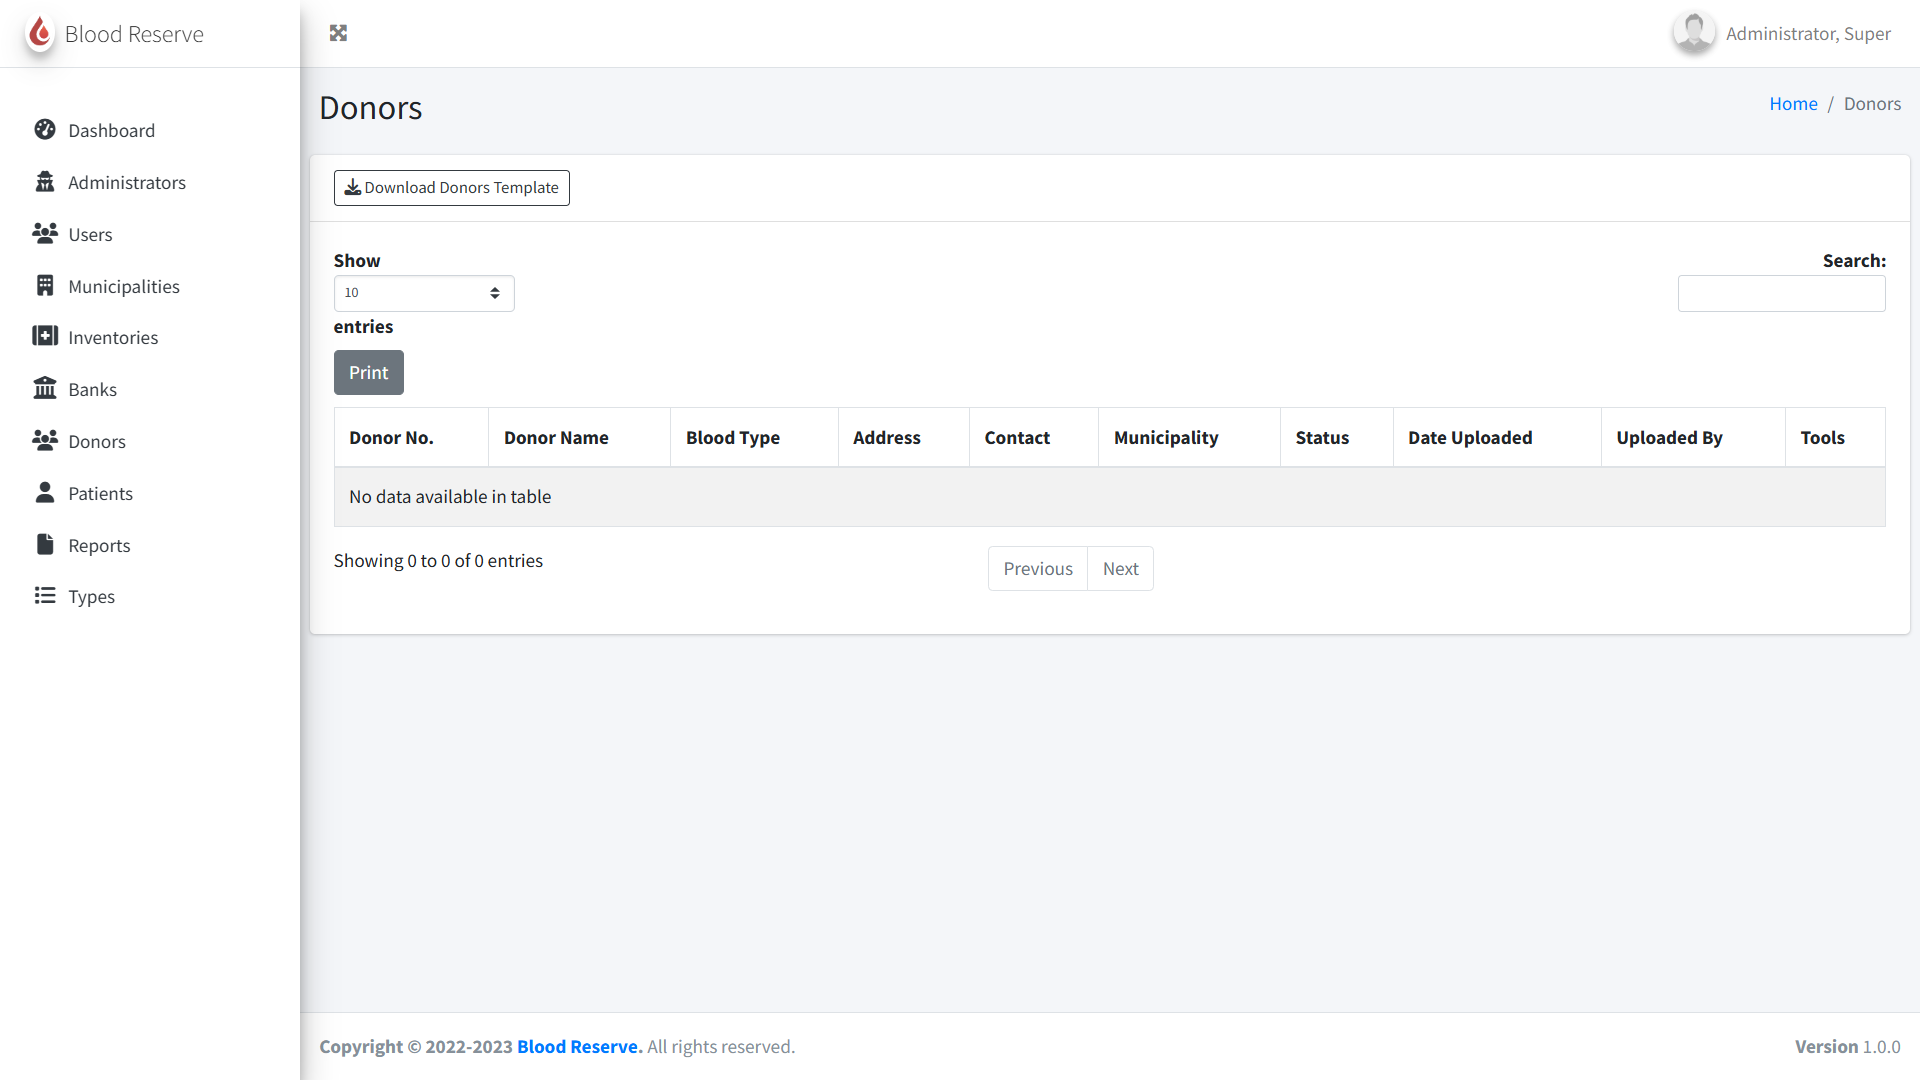 Blood Reserve
Administrator, Super
Dashboard
Administrators
Users
Municipalities
Inventories
Banks
Donors
Patients
Reports
Types
Donors
Home / Donors
Download Donors Template
Show
10
entries
Search:
Print
Donor No. Donor Name Blood Type Address Contact Municipality Status Date Uploaded Uploaded By Tools
No data available in table
Showing 0 to 0 of 0 entries
Previous Next
Copyright © 2022-2023 Blood Reserve. All rights reserved.
Version 1.0.0